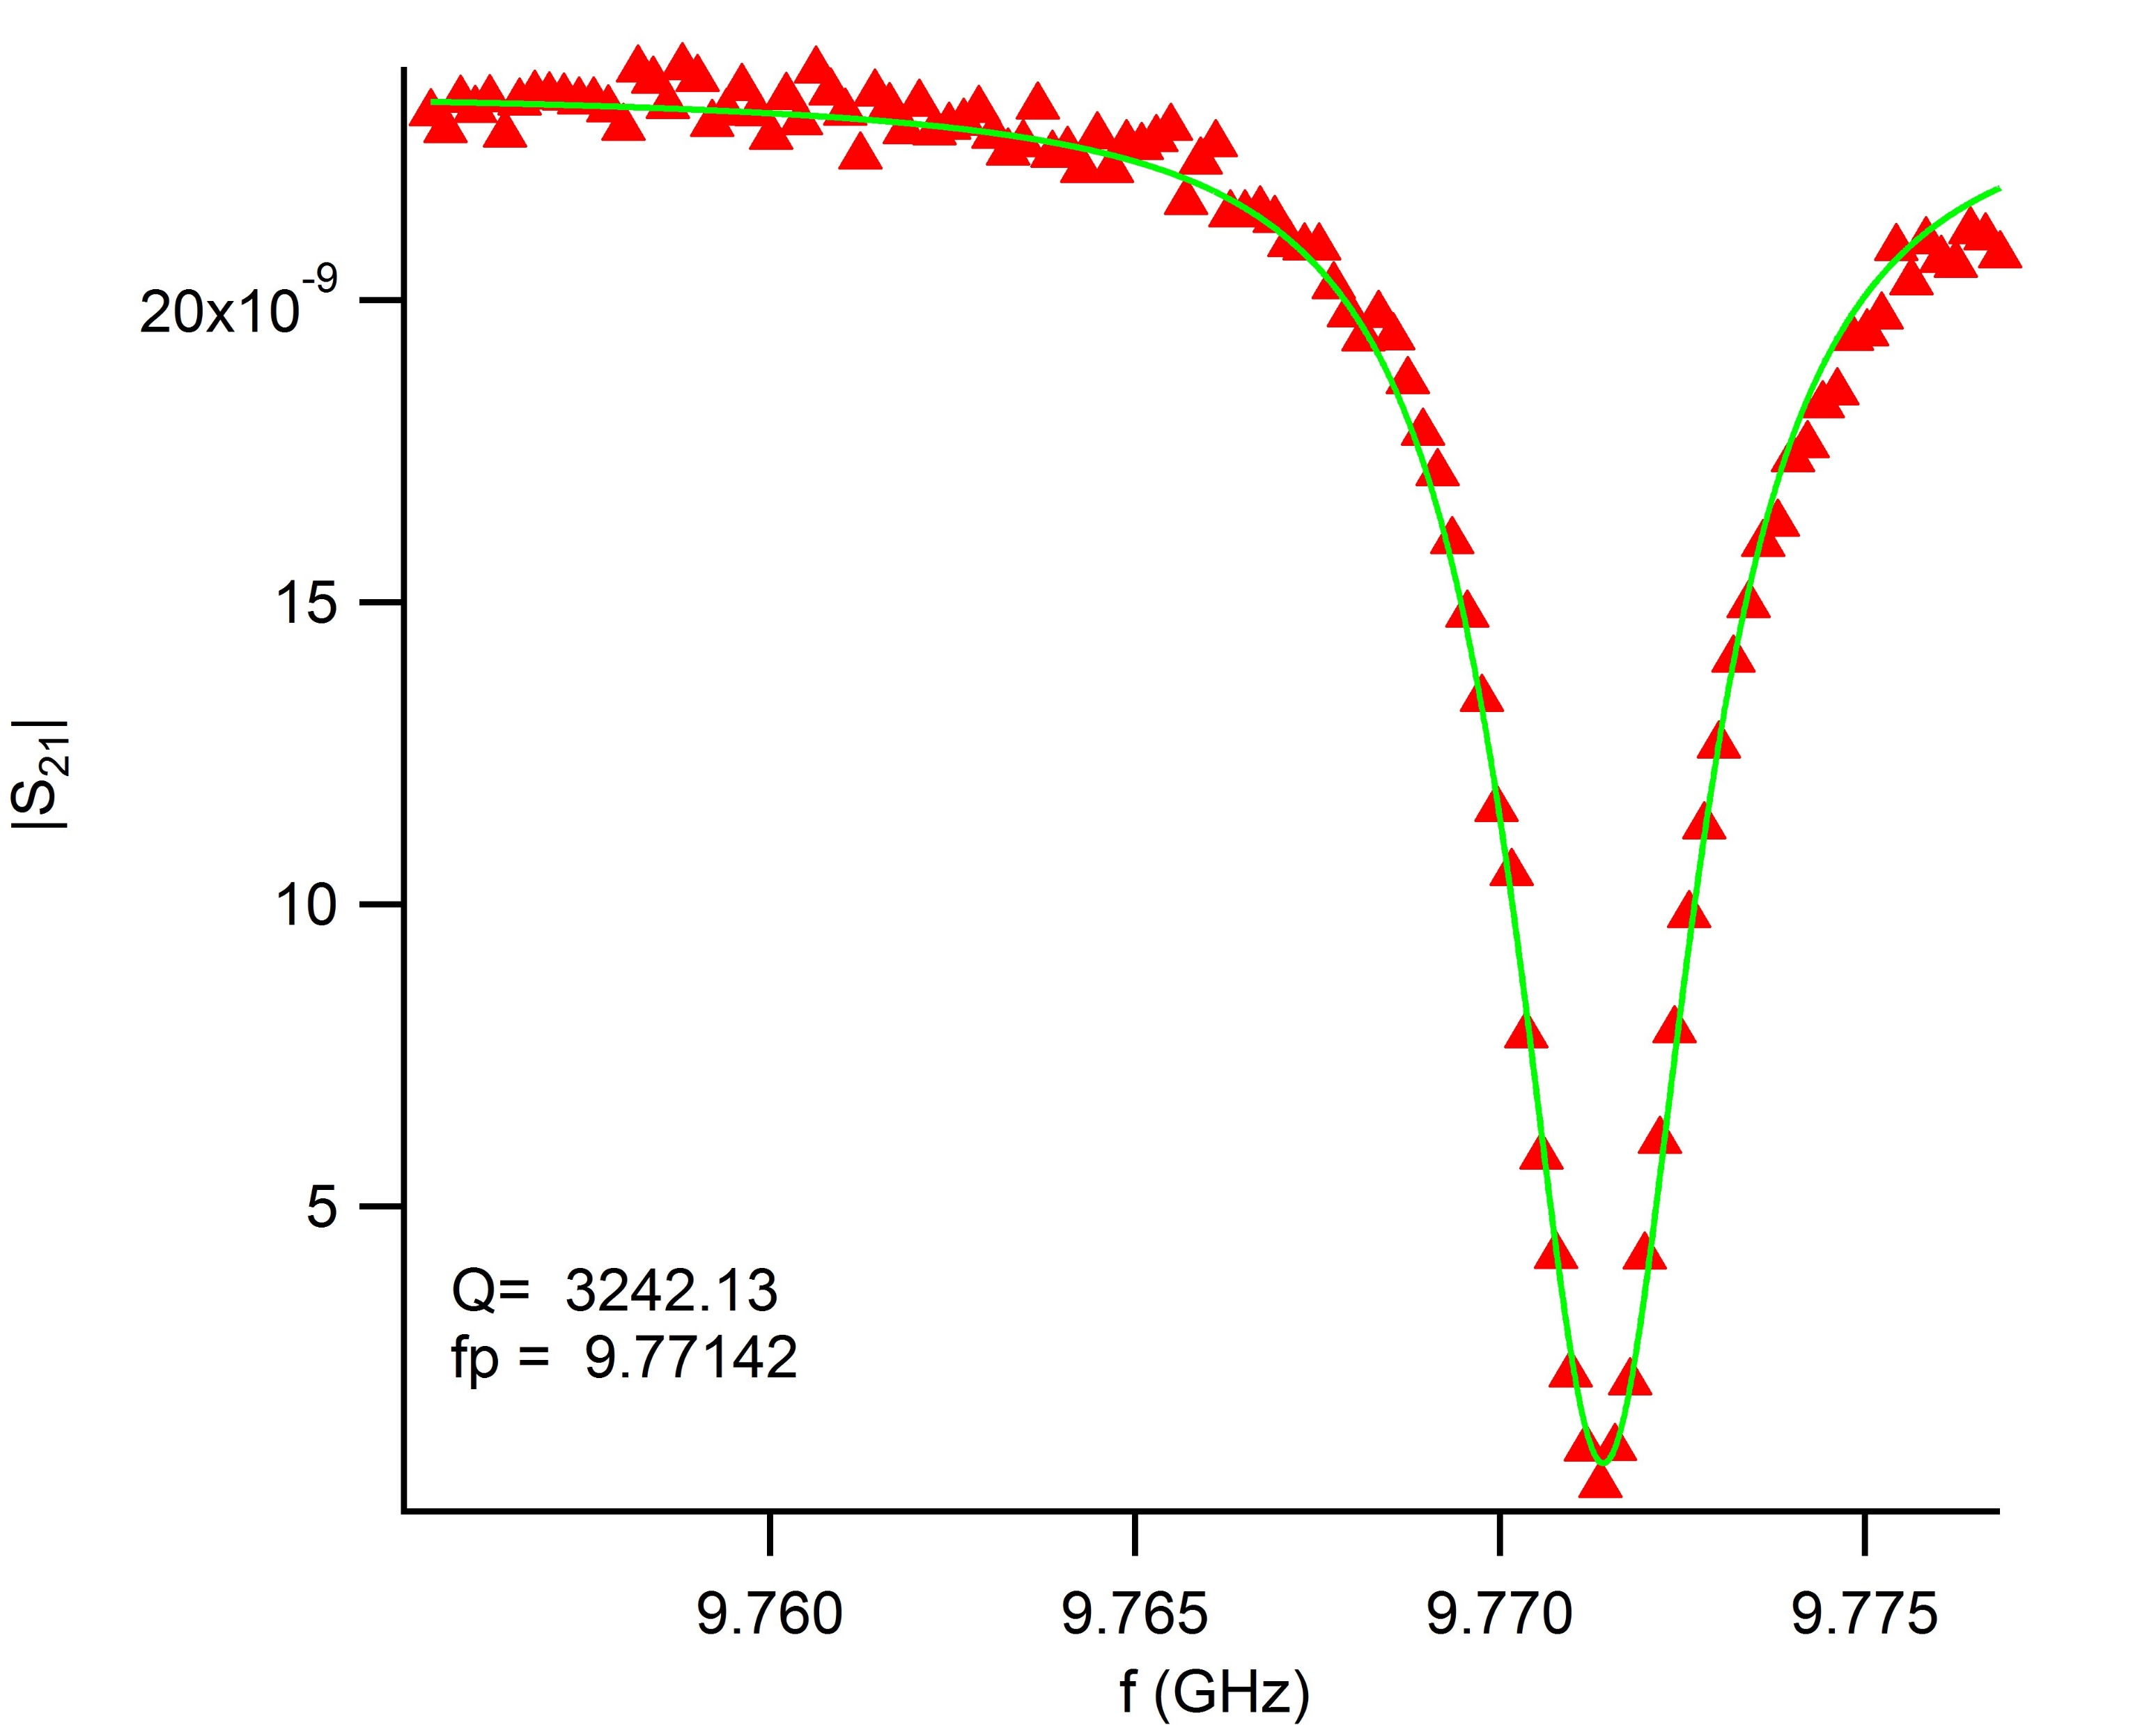 20x10-9
15
10
5
|S21|
Q= 3242.13
fp = 9.77142
9.760 9.765 9.770 9.775
f (GHz)